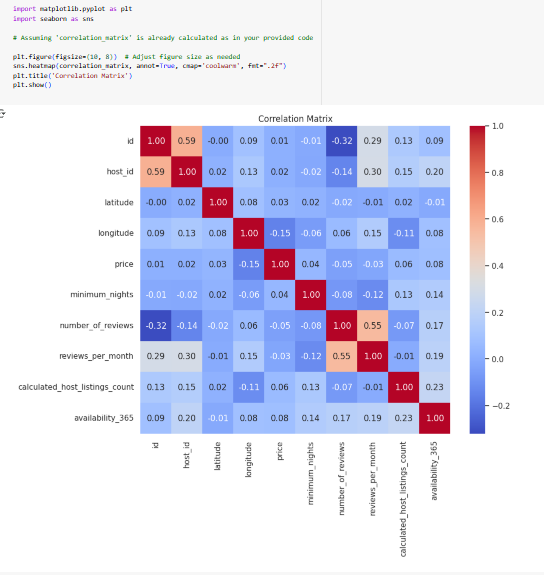 import matplotlib.pyplot as plt
import seaborn as sns
# Assuming 'correlation_matrix' is already calculated as in your provided code
plt.figure(figsize=(10, 8))  # Adjust figure size as needed
sns.heatmap(correlation_matrix, annot=True, cmap='coolwarm', fmt=".2f")
plt.title('Correlation Matrix')
plt.show()
Correlation Matrix
id 1.00 0.59 -0.00 0.09 0.01 -0.01 -0.32 0.29 0.13 0.09
host_id 0.59 1.00 0.02 0.13 0.02 -0.02 -0.14 0.30 0.15 0.20
latitude -0.00 0.02 1.00 0.08 0.03 0.02 -0.02 -0.01 0.02 -0.01
longitude 0.09 0.13 0.08 1.00 -0.15 -0.06 0.06 0.15 -0.11 0.08
price 0.01 0.02 0.03 -0.15 1.00 0.04 -0.05 -0.03 0.06 0.08
minimum_nights -0.01 -0.02 0.02 -0.06 0.04 1.00 -0.08 -0.12 0.13 0.14
number_of_reviews -0.32 -0.14 -0.02 0.06 -0.05 -0.08 1.00 0.55 -0.07 0.17
reviews_per_month 0.29 0.30 -0.01 0.15 -0.03 -0.12 0.55 1.00 -0.01 0.19
calculated_host_listings_count 0.13 0.15 0.02 -0.11 0.06 0.13 -0.07 -0.01 1.00 0.23
availability_365 0.09 0.20 -0.01 0.08 0.08 0.14 0.17 0.19 0.23 1.00
id
host_id
latitude
longitude
price
minimum_nights
number_of_reviews
reviews_per_month
calculated_host_listings_count
availability_365
1.0
0.8
0.6
0.4
0.2
0.0
-0.2